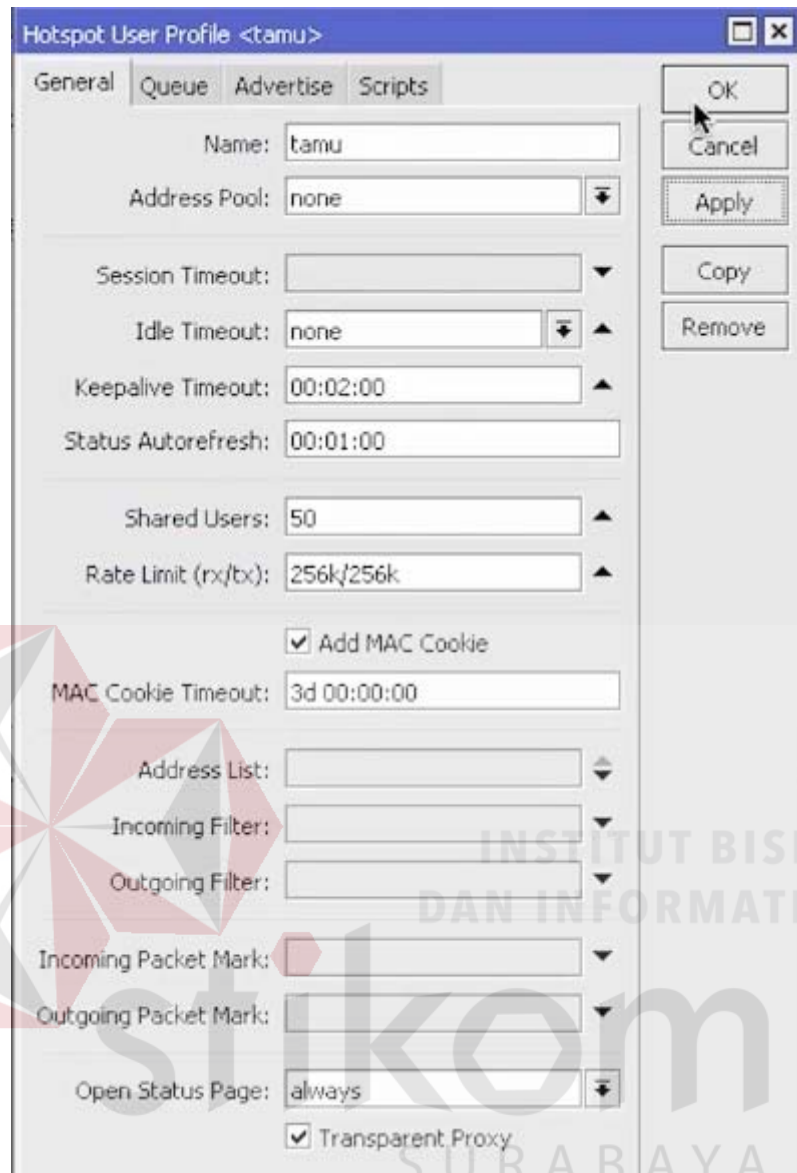 Hotspot User Profile <tamu>
General Queue Advertise Scripts
OK
Cancel
Apply
Copy
Remove
Name: tamu
Address Pool: none
Session Timeout:
Idle Timeout: none
Keepalive Timeout: 00:02:00
Status Autorefresh: 00:01:00
Shared Users: 50
Rate Limit (rx/tx): 256k/256k
Add MAC Cookie
MAC Cookie Timeout: 3d 00:00:00
Address List:
Incoming Filter:
Outgoing Filter:
Incoming Packet Mark:
Outgoing Packet Mark:
Open Status Page: always
Transparent Proxy
INSTITUT BISI
DAN INFORMATI
stikom
SURABAYA